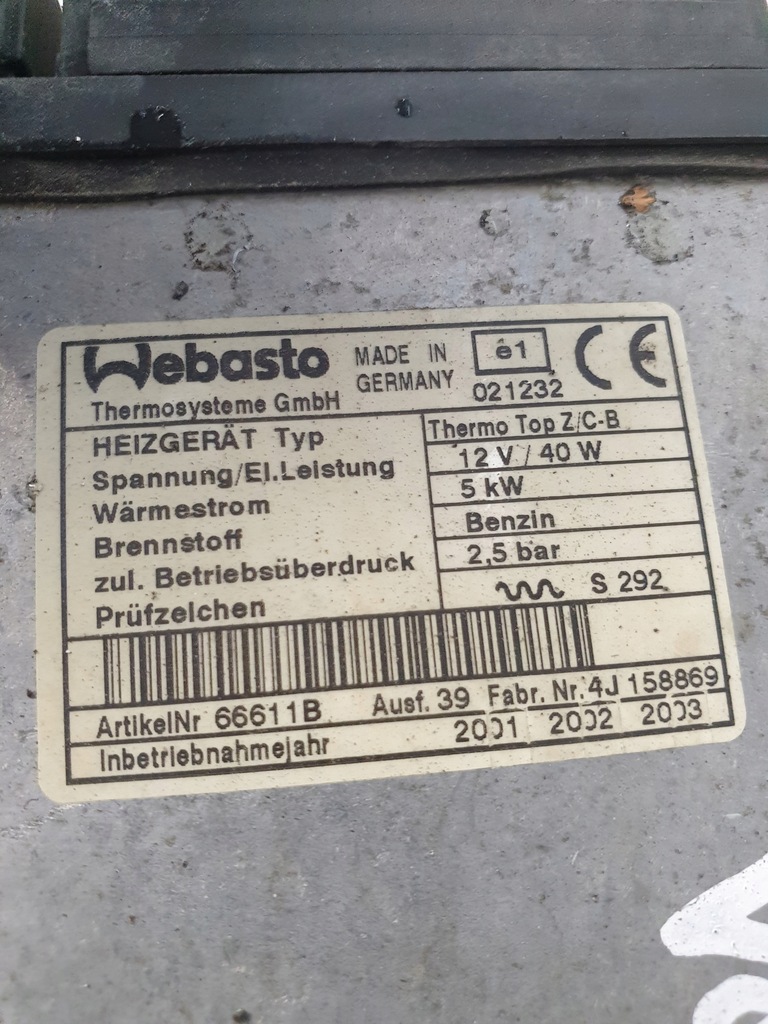 Webasto
MADE IN
GERMANY
e1
021232
CE
Thermosysteme GmbH
HEIZGERÄT Typ Thermo Top Z/C-B
Spannung/El.Leistung 12 V / 40 W
Wärmestrom 5 kW
Brennstoff Benzin
zul. Betriebsüberdruck 2,5 bar
Prüfzeichen S 292
ArtikelNr 66611B Ausf. 39 Fabr. Nr. 4J 158869
Inbetriebnahmejahr 2001 2002 2003